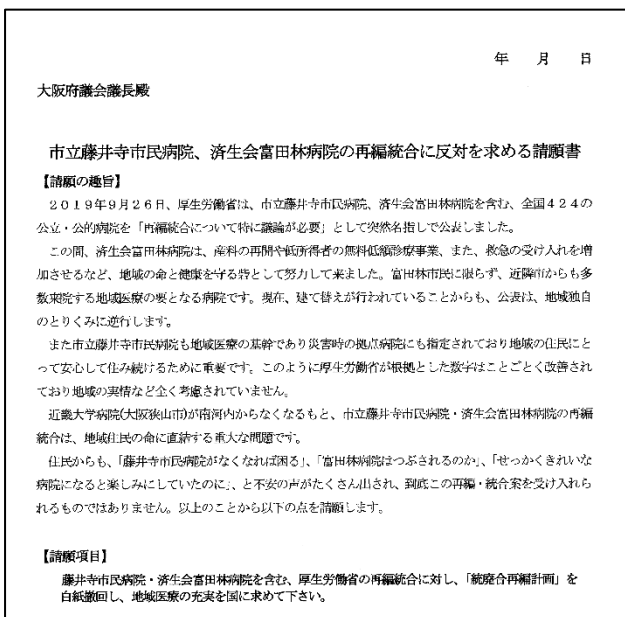 年　月　日
大阪府議会議長殿
市立藤井寺市民病院、済生会富田林病院の再編統合に反対を求める請願書
【請願の趣旨】
２０１９年９月２６日、厚生労働省は、市立藤井寺市民病院、済生会富田林病院を含む、全国４２４の
公立・公的病院を「再編統合について特に議論が必要」として突然名指しで公表しました。
この間、済生会富田林病院は、産科の再開や低所得者の無料低額診療事業、また、救急の受け入れを増
加させるなど、地域の命と健康を守る砦として努力して来ました。富田林市民に限らず、近隣市からも多
数来院する地域医療の要となる病院です。現在、建て替えが行われていることからも、公表は、地域独自
のとりくみに逆行します。
また市立藤井寺市民病院も地域医療の基幹であり災害時の拠点病院にも指定されており地域の住民にと
って安心して住み続けるために重要です。このように厚生労働省が根拠とした数字はことごとく改善され
ており地域の実情など全く考慮されていません。
近畿大学病院(大阪狭山市)が南河内からなくなるもと、市立藤井寺市民病院・済生会富田林病院の再編
統合は、地域住民の命に直結する重大な問題です。
住民からも、「藤井寺市民病院がなくなれば困る」、「富田林病院はつぶされるのか」、「せっかくきれいな
病院になると楽しみにしていたのに」、と不安の声がたくさん出され、到底この再編・統合案を受け入れら
れるものではありません。以上のことから以下の点を請願します。
【請願項目】
藤井寺市民病院・済生会富田林病院を含む、厚生労働省の再編統合に対し、「統廃合再編計画」を
白紙撤回し、地域医療の充実を国に求めて下さい。